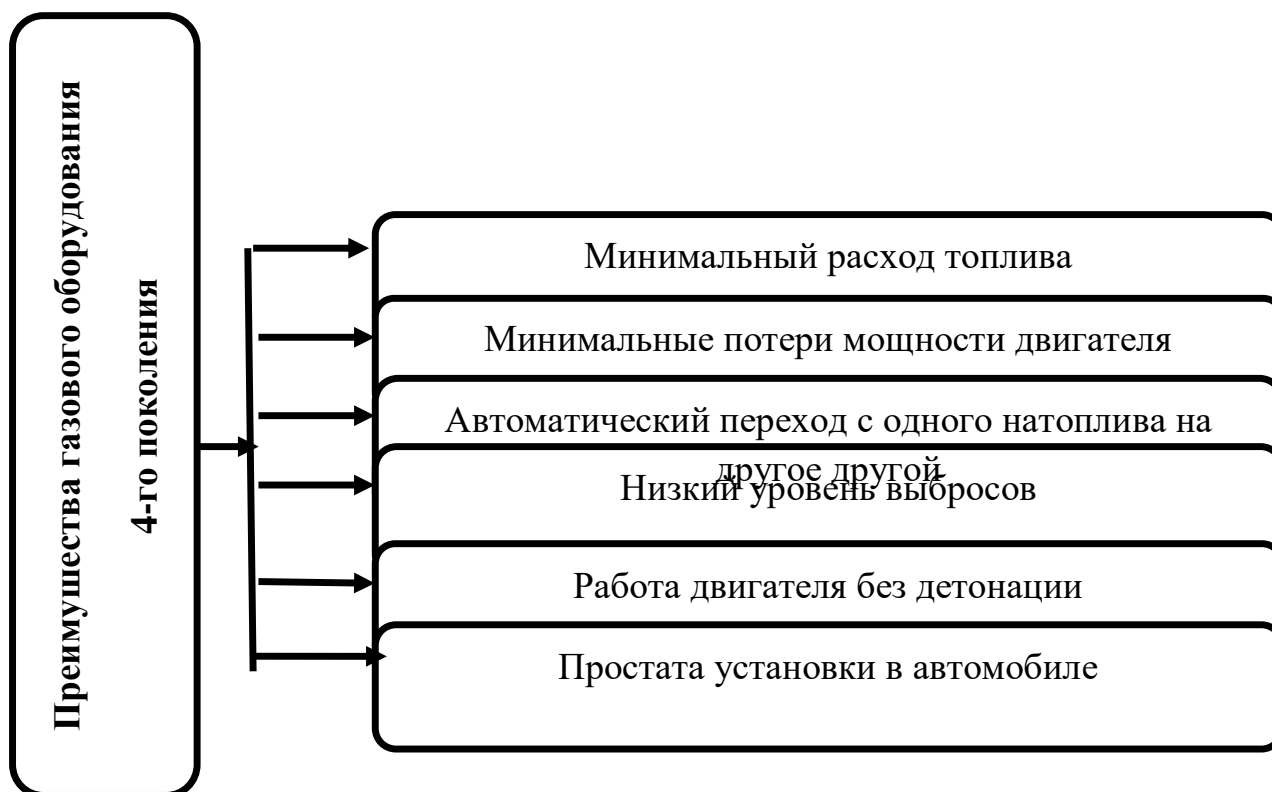 Преимущества газового оборудования
4-го поколения
Минимальный расход топлива
Минимальные потери мощности двигателя
Автоматический переход с одного натоплива на
другое другой
Низкий уровень выбросов
Работа двигателя без детонации
Простата установки в автомобиле